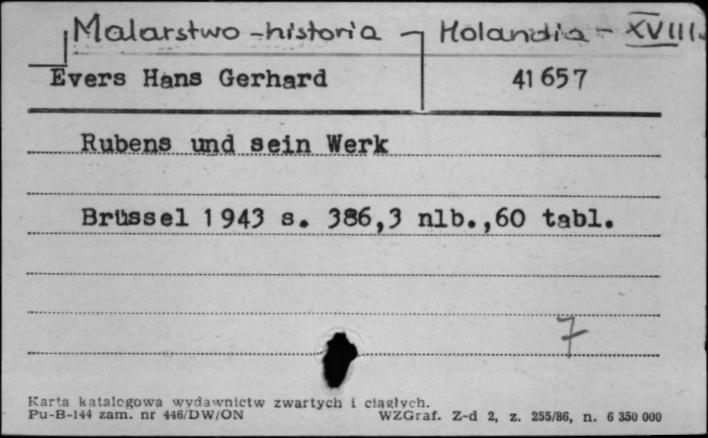 Malarstwo - historia - Holandia - XVIII.
Evers Hans Gerhard 41657
Rubens und sein Werk
Brüssel 1943 s. 386,3 nlb.,60 tabl.
7
Karta katalogowa wydawnictw zwartych i ciągłych.
Pu-B-144 zam. nr 446/DW/ON WZGraf. Z-d 2, z. 255/86, n. 6 350 000